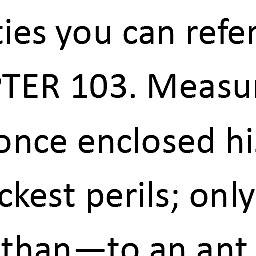 ties you can refer
PTER 103. Measur
once enclosed his
ckest perils; only
than—to an ant